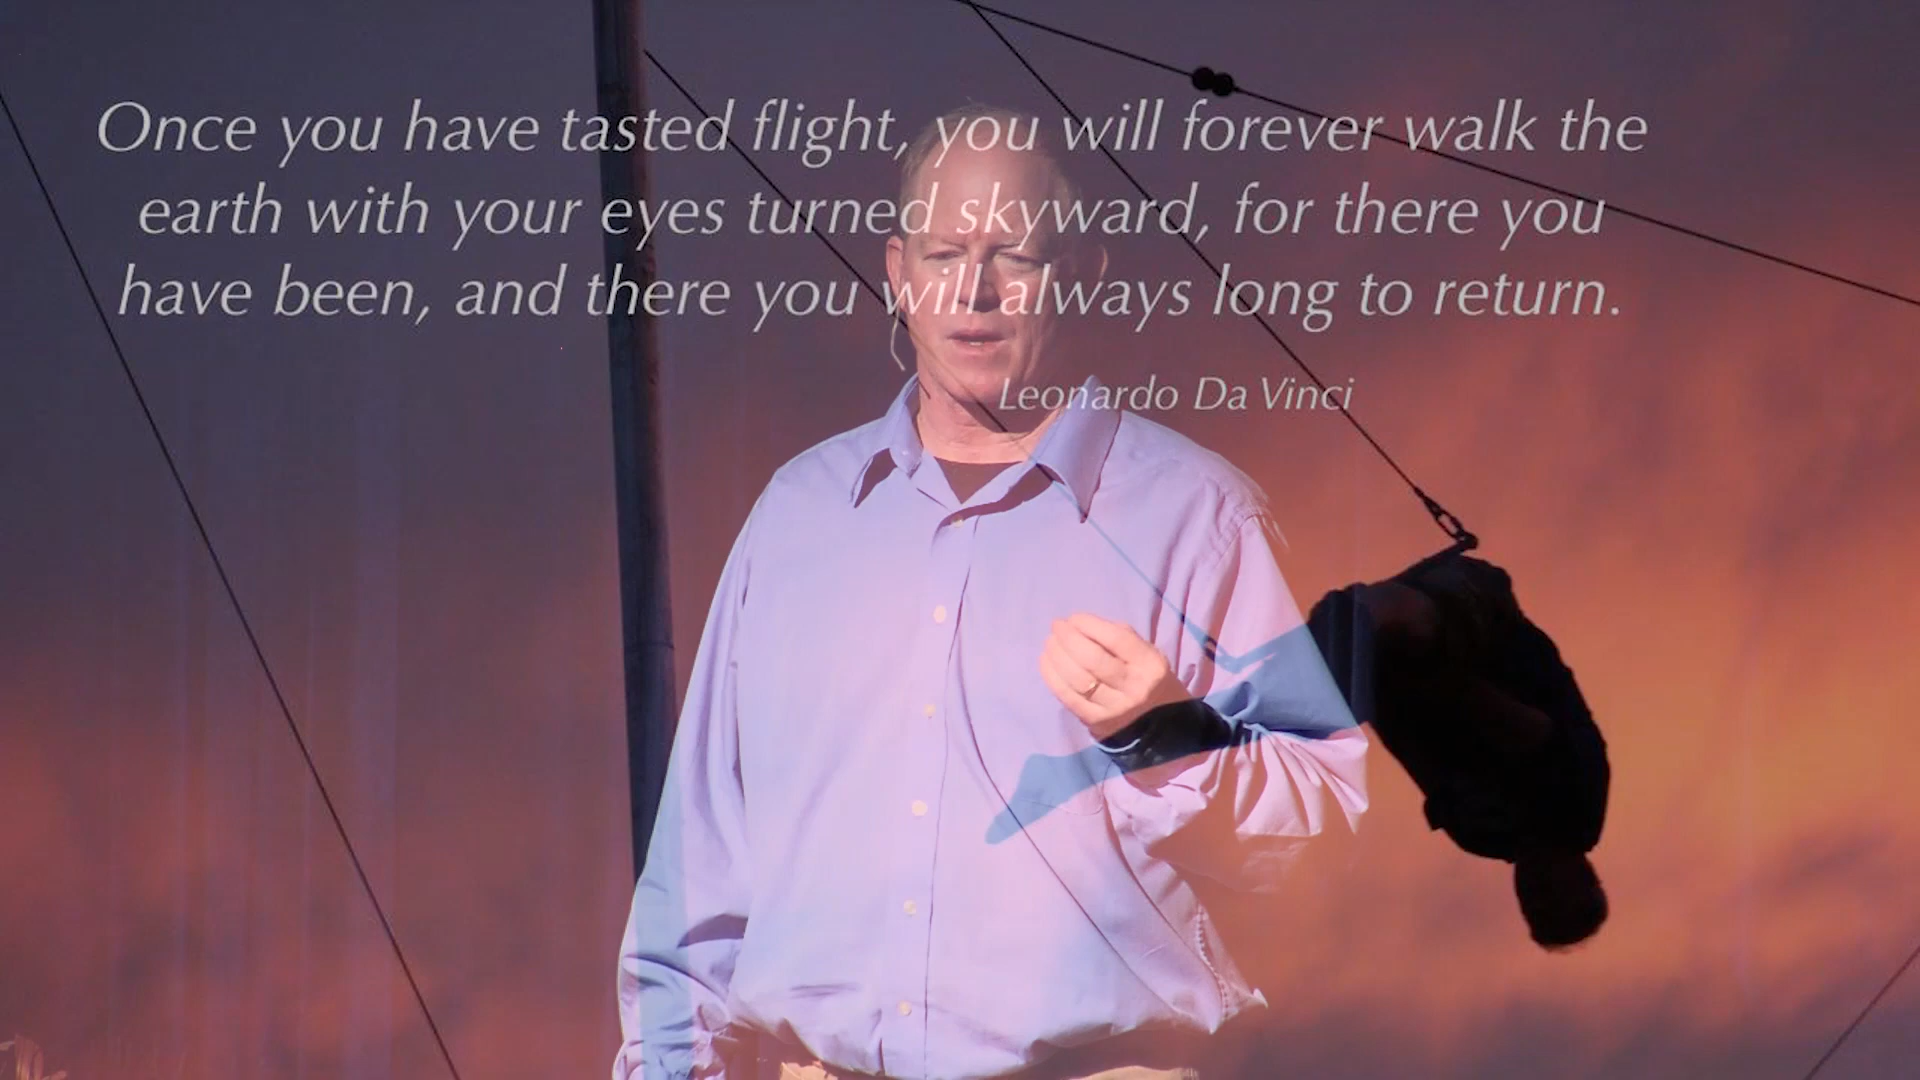 Once you have tasted flight, you will forever walk the
earth with your eyes turned skyward, for there you
have been, and there you will always long to return.
Leonardo Da Vinci